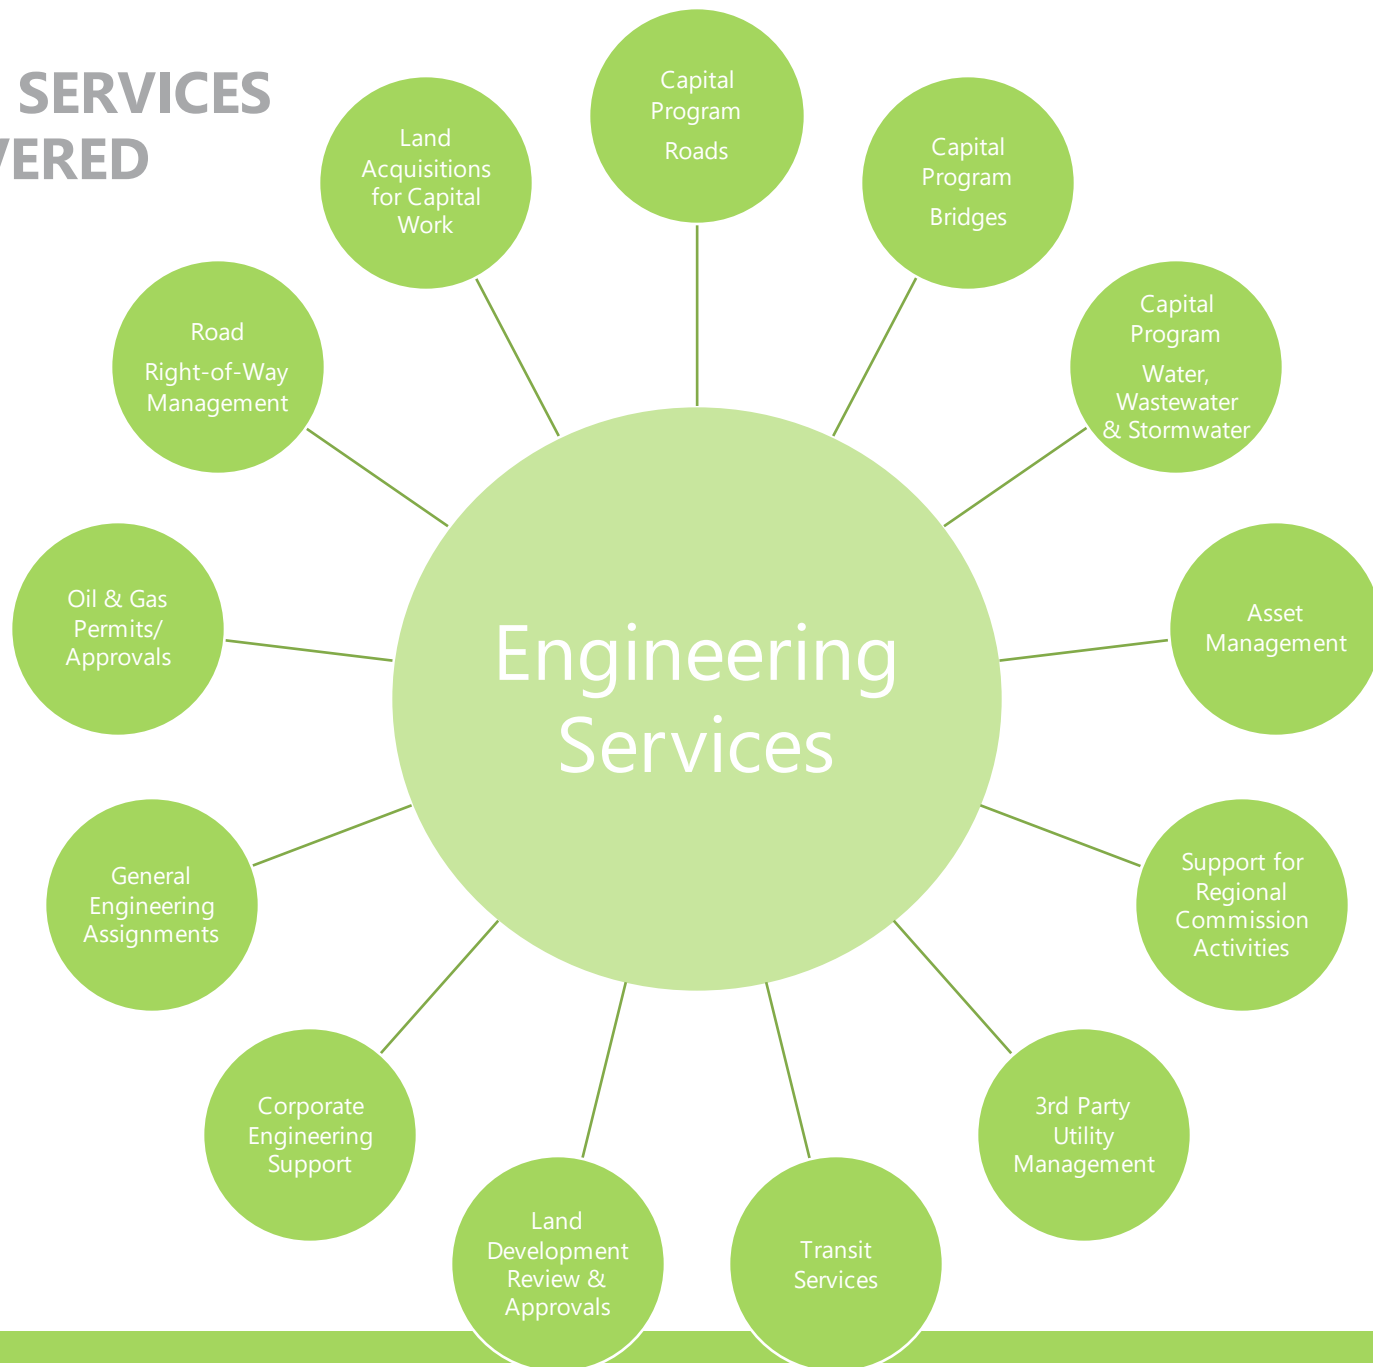 SERVICES
VERED
Capital
Program
Roads
Capital
Program
Bridges
Capital
Program
Water,
Wastewater
& Stormwater
Asset
Management
Support for
Regional
Commission
Activities
3rd Party
Utility
Management
Transit
Services
Land
Development
Review &
Approvals
Corporate
Engineering
Support
General
Engineering
Assignments
Oil & Gas
Permits/
Approvals
Road
Right-of-Way
Management
Land
Acquisitions
for Capital
Work
Engineering
Services